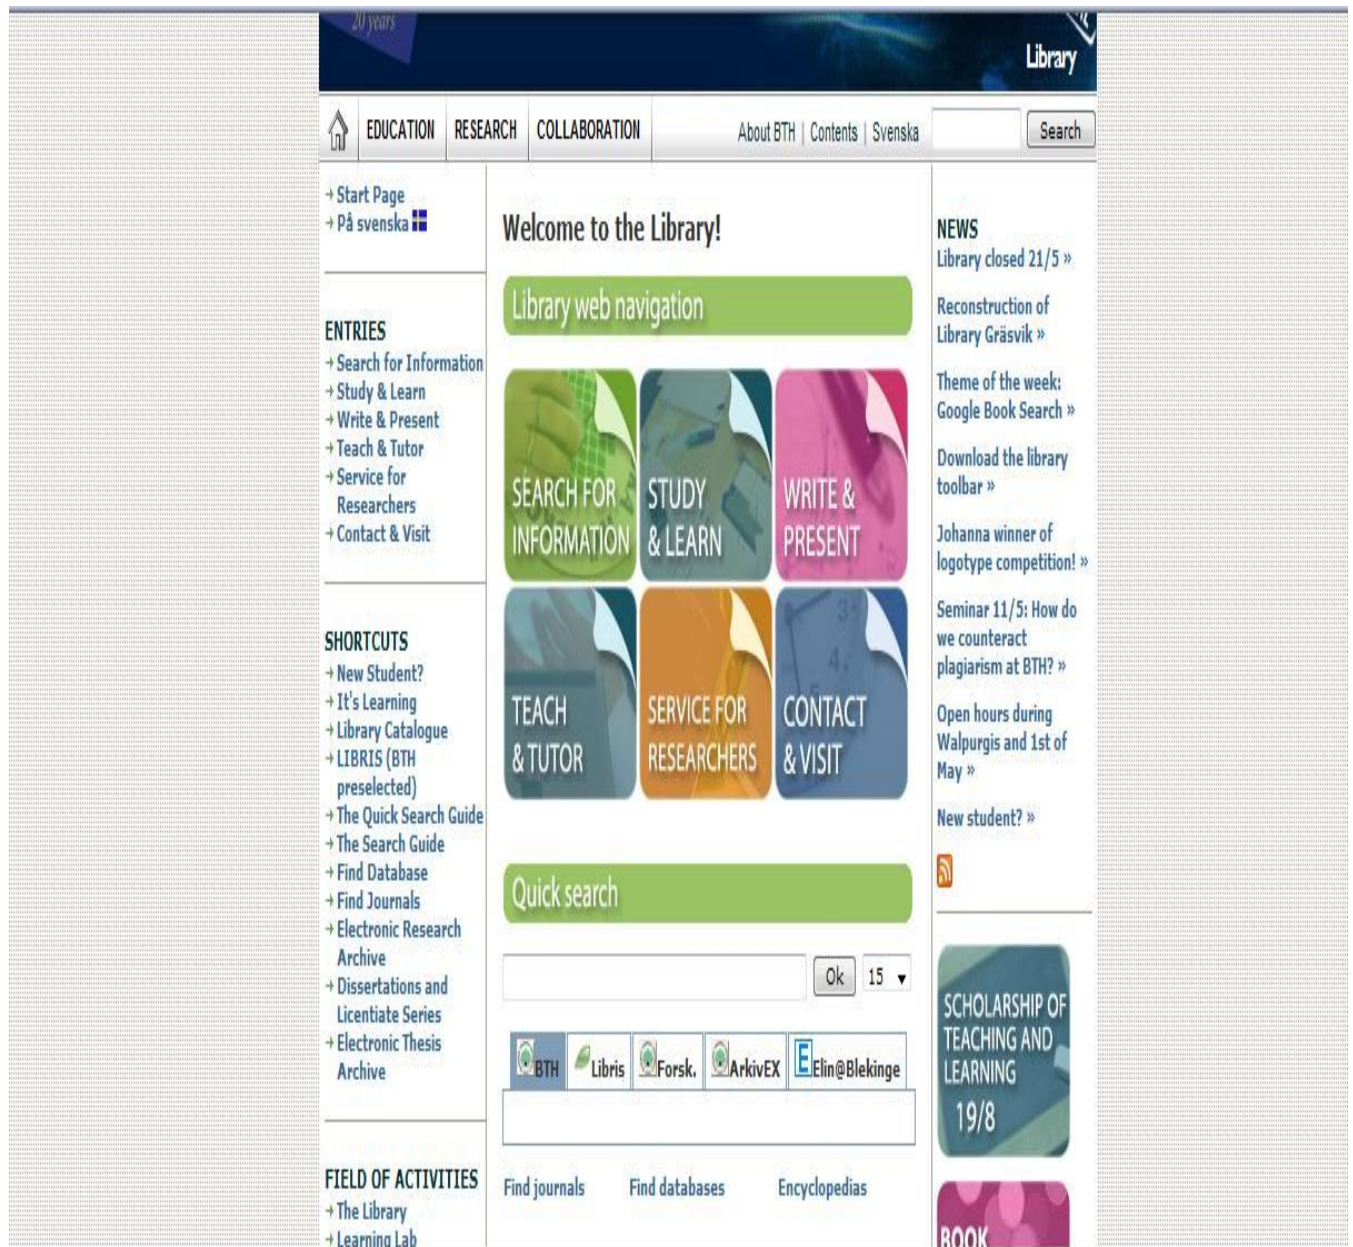 20 years
Library
EDUCATION
RESEARCH
COLLABORATION
About BTH | Contents | Svenska
Search
Start Page
På svenska
ENTRIES
Search for Information
Study & Learn
Write & Present
Teach & Tutor
Service for
Researchers
Contact & Visit
SHORTCUTS
New Student?
It's Learning
Library Catalogue
LIBRIS (BTH
preselected)
The Quick Search Guide
The Search Guide
Find Database
Find Journals
Electronic Research
Archive
Dissertations and
Licentiate Series
Electronic Thesis
Archive
FIELD OF ACTIVITIES
The Library
Learning Lab
Welcome to the Library!
Library web navigation
SEARCH FOR
INFORMATION
STUDY
& LEARN
WRITE &
PRESENT
TEACH
& TUTOR
SERVICE FOR
RESEARCHERS
CONTACT
& VISIT
Quick search
Ok
15
BTH
Libris
Forsk.
ArkivEX
Elin@Blekinge
Find journals
Find databases
Encyclopedias
NEWS
Library closed 21/5 »
Reconstruction of
Library Gräsvik »
Theme of the week:
Google Book Search »
Download the library
toolbar »
Johanna winner of
logotype competition! »
Seminar 11/5: How do
we counteract
plagiarism at BTH? »
Open hours during
Walpurgis and 1st of
May »
New student? »
SCHOLARSHIP OF
TEACHING AND
LEARNING
19/8
BOOK